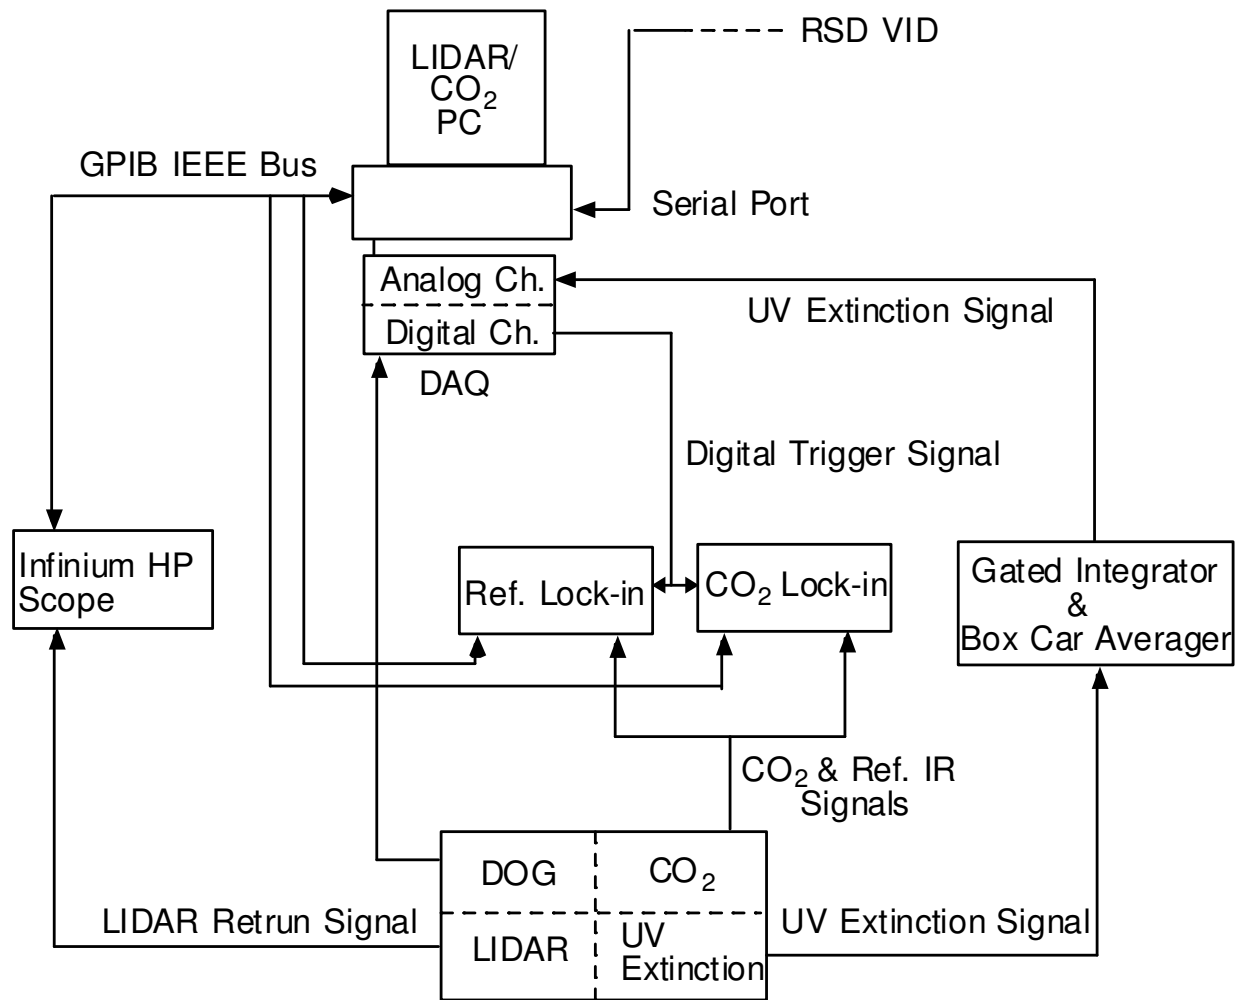 RSD VID
LIDAR/
CO₂
PC
GPIB IEEE Bus
Serial Port
Analog Ch.
UV Extinction Signal
Digital Ch.
DAQ
Digital Trigger Signal
Infinium HP
Scope
Ref. Lock-in
CO₂ Lock-in
Gated Integrator
&
Box Car Averager
CO₂ & Ref. IR
Signals
DOG
CO₂
LIDAR Retrun Signal
LIDAR
UV
Extinction
UV Extinction Signal